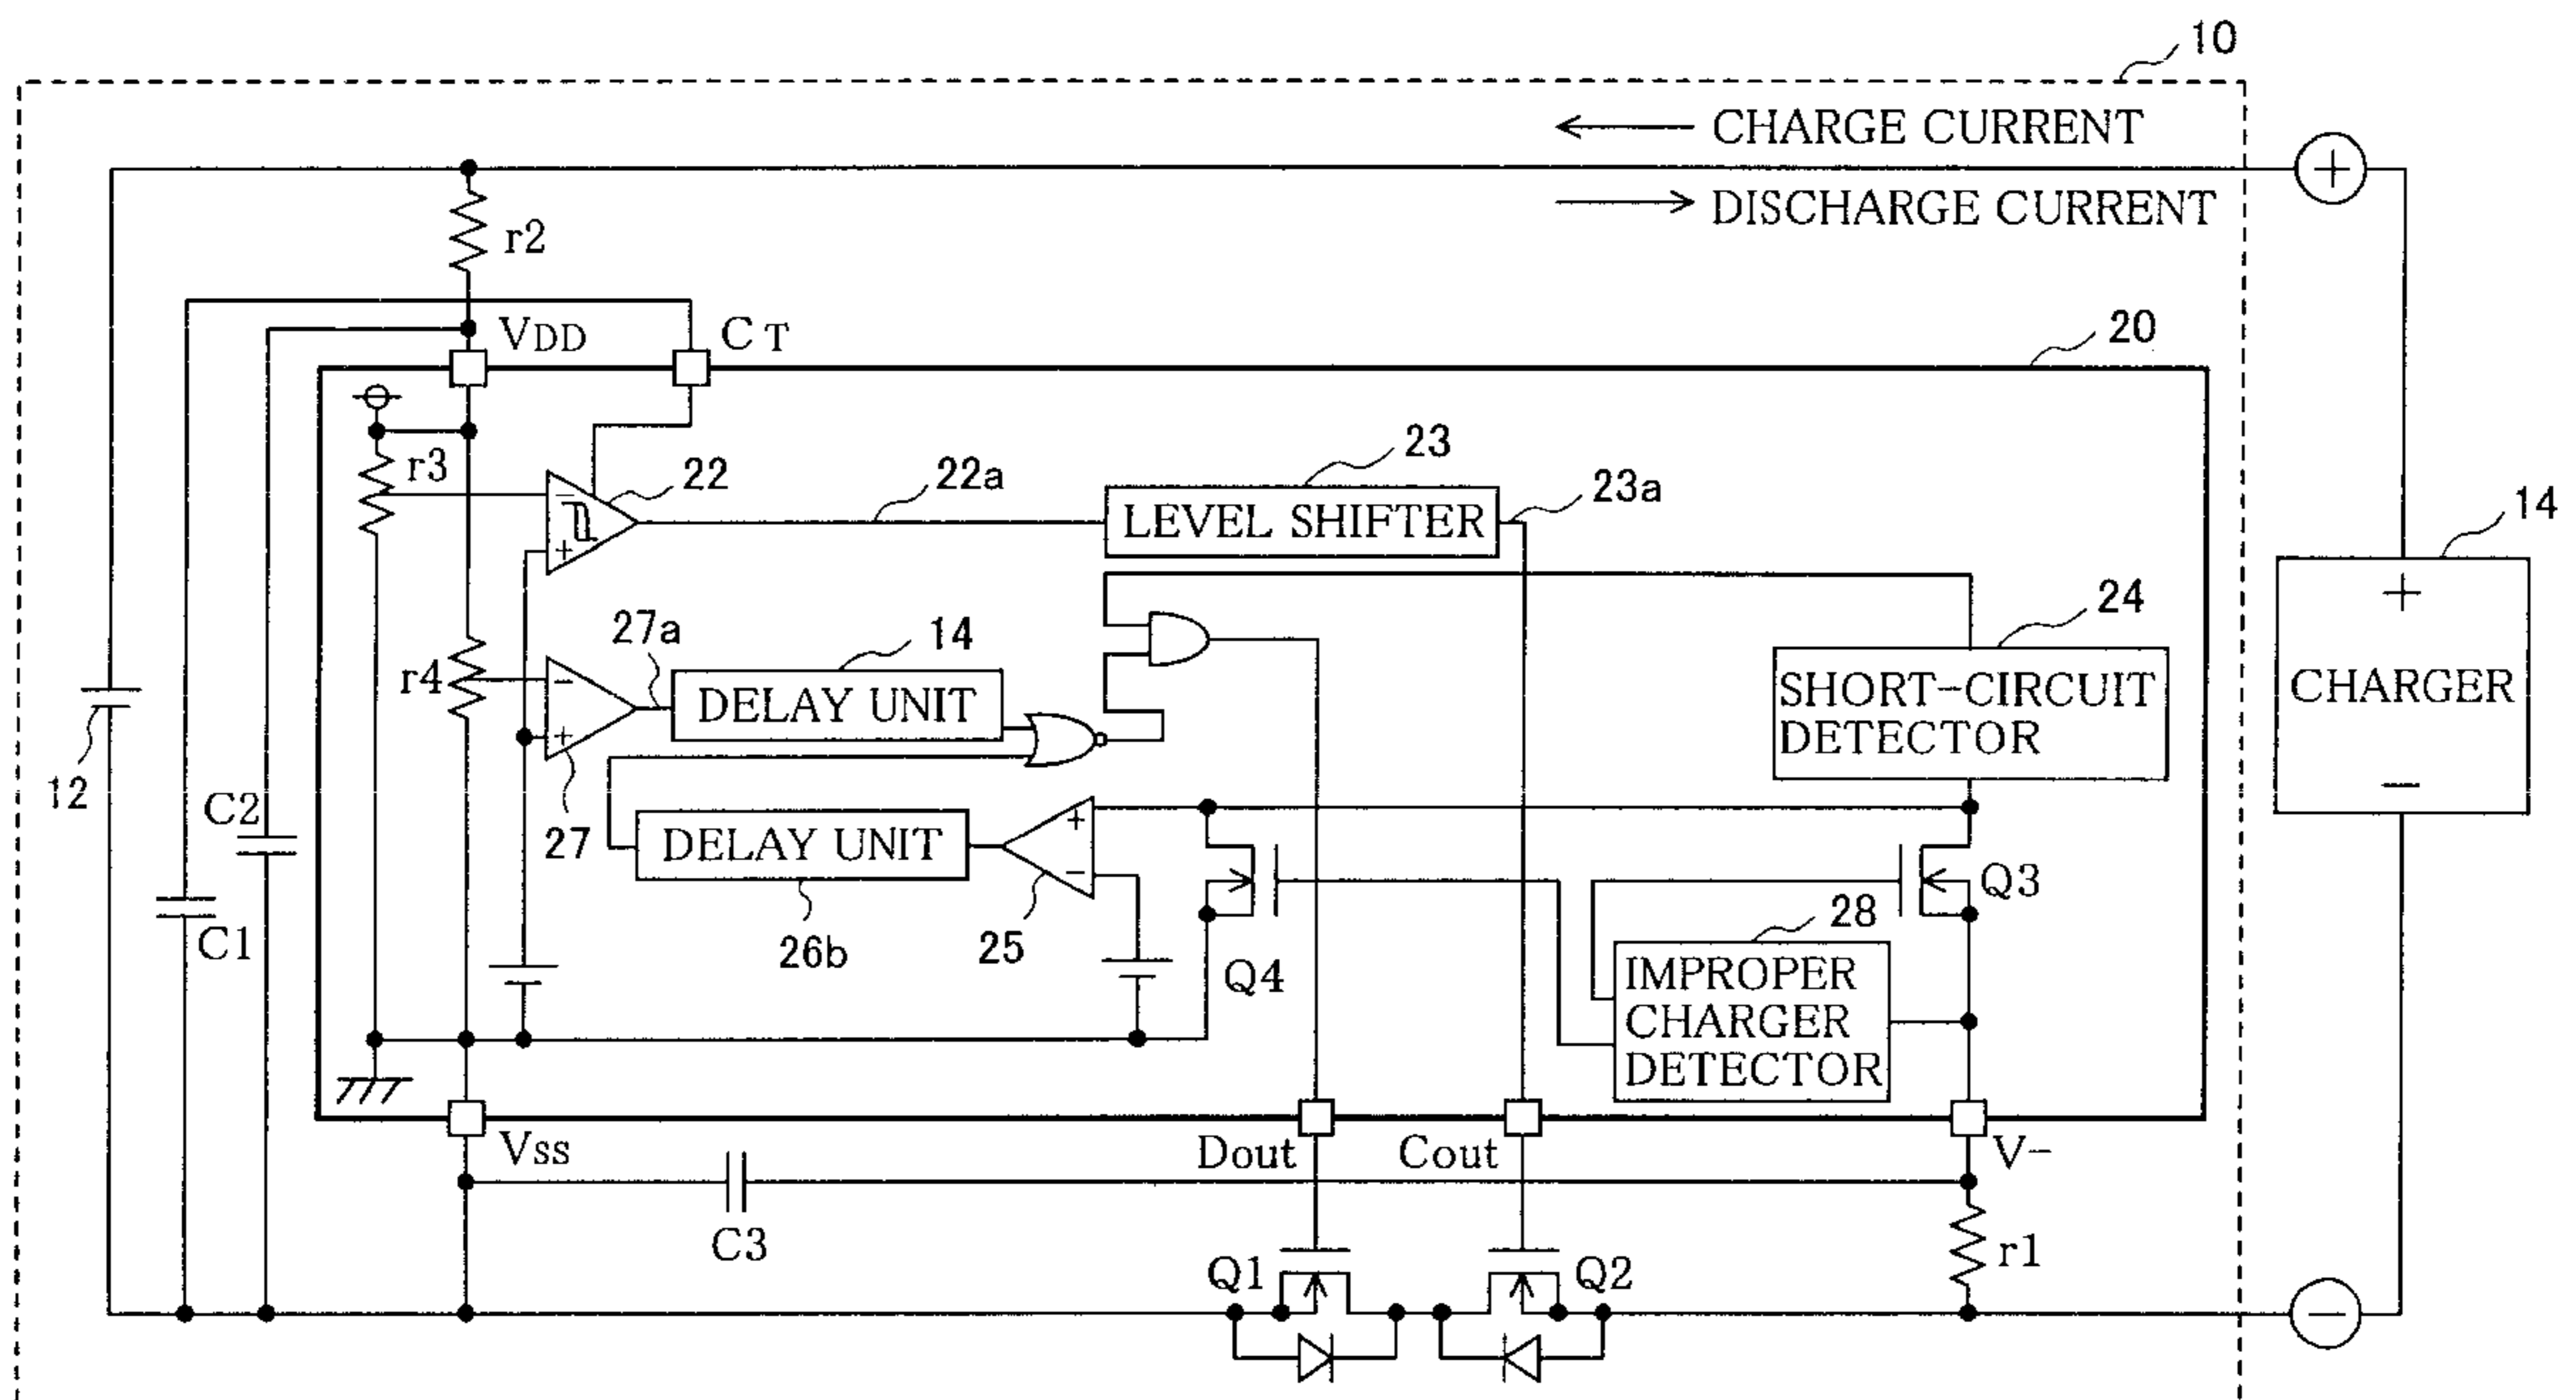 10
CHARGE CURRENT
DISCHARGE CURRENT
+
r2
VDD
CT
20
r3
22
22a
23
23a
LEVEL SHIFTER
−
+
14
+
CHARGER
−
24
SHORT-CIRCUIT
DETECTOR
27a
14
DELAY UNIT
r4
−
+
27
12
C2
C1
DELAY UNIT
26b
+
−
25
Q4
Q3
28
IMPROPER
CHARGER
DETECTOR
Vss
Dout
Cout
V−
C3
Q1
Q2
r1
−